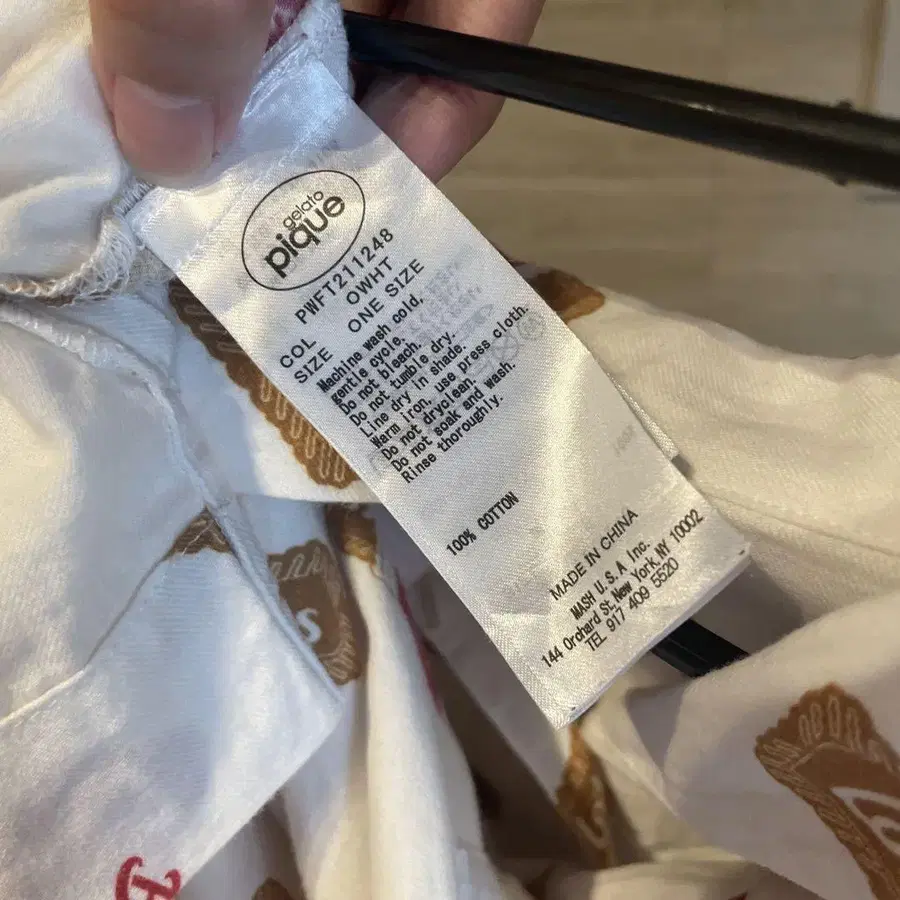 gelato
pique
PWFT211248
COL OWHT
SIZE ONE SIZE
Machine wash cold,
gentle cycle.
Do not bleach.
Do not tumble dry.
Line dry in shade.
Warm iron, use press cloth.
Do not dryclean.
Do not soak and wash.
Rinse thoroughly.
100% COTTON
MADE IN CHINA
MASH U.S.A Inc.
144 Orchard St. New York, NY 10002
TEL 917 409 5520